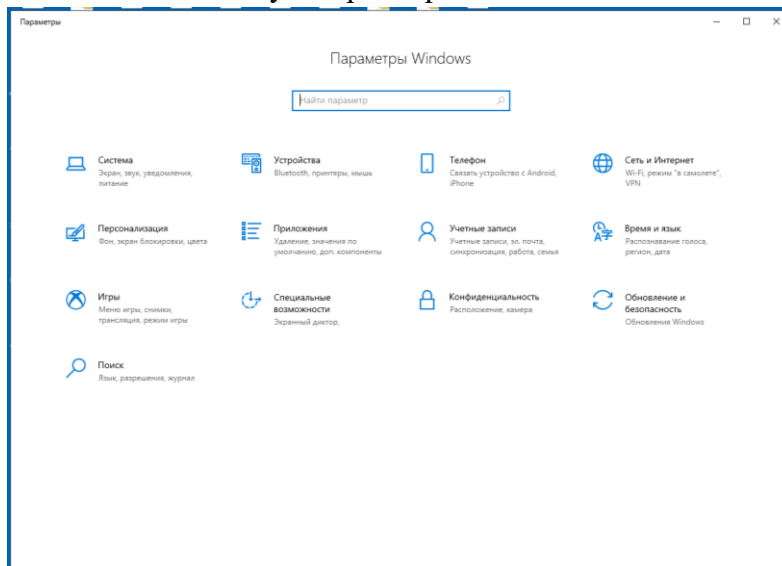 Параметры
Параметры Windows
Найти параметр
Система
Экран, звук, уведомления,
питание
Устройства
Bluetooth, принтеры, мышь
Телефон
Связать устройство с Android,
iPhone
Сеть и Интернет
Wi-Fi, режим "в самолете",
VPN
Персонализация
Фон, экран блокировки, цвета
Приложения
Удаление, значения по
умолчанию, доп. компоненты
Учетные записи
Учетные записи, эл. почта,
синхронизация, работа, семья
Время и язык
Распознавание голоса,
регион, дата
Игры
Меню игры, снимки,
трансляция, режим игры
Специальные
возможности
Экранный диктор,
Конфиденциальность
Расположение, камера
Обновление и
безопасность
Обновления Windows
Поиск
Язык, разрешения, журнал